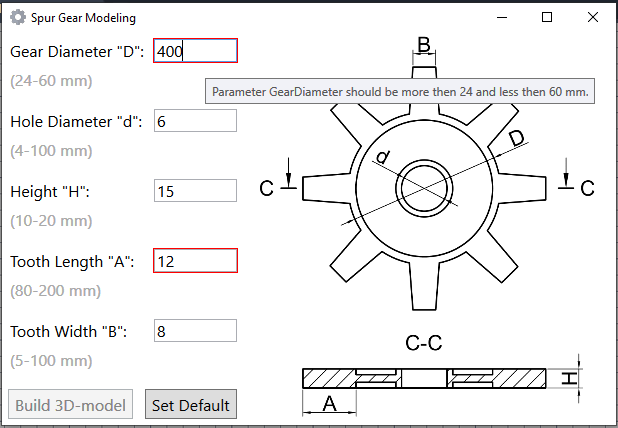 Spur Gear Modeling
Gear Diameter "D": 400
(24-60 mm)
Parameter GearDiameter should be more then 24 and less then 60 mm.
Hole Diameter "d": 6
(4-100 mm)
Height "H": 15
(10-20 mm)
Tooth Length "A": 12
(80-200 mm)
Tooth Width "B": 8
(5-100 mm)
Build 3D-model Set Default
B
D
d
C C
C-C
H
A